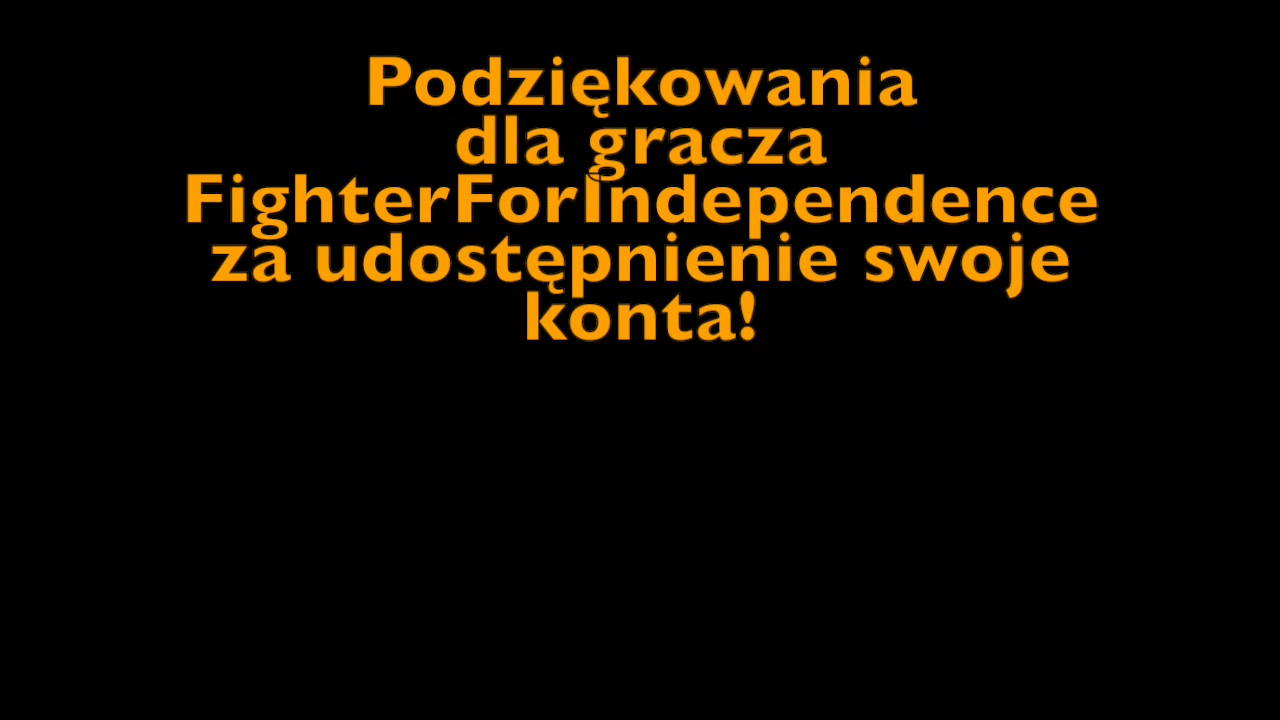 Podziękowania
dla gracza
FighterForIndependence
za udostępnienie swoje
konta!